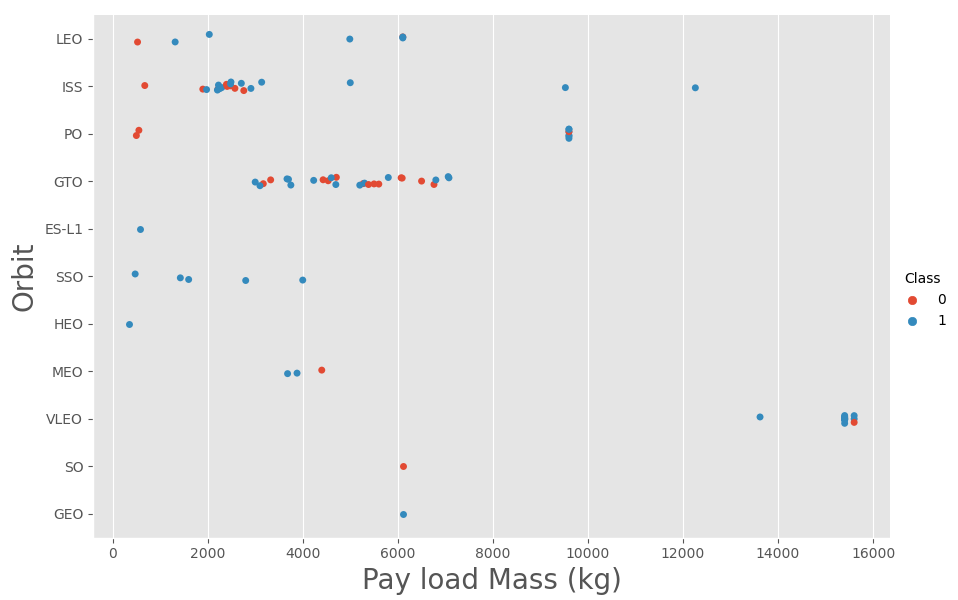 LEO
ISS
PO
GTO
ES-L1
SSO
HEO
MEO
VLEO
SO
GEO
Orbit
0 2000 4000 6000 8000 10000 12000 14000 16000
Pay load Mass (kg)
Class
0
1